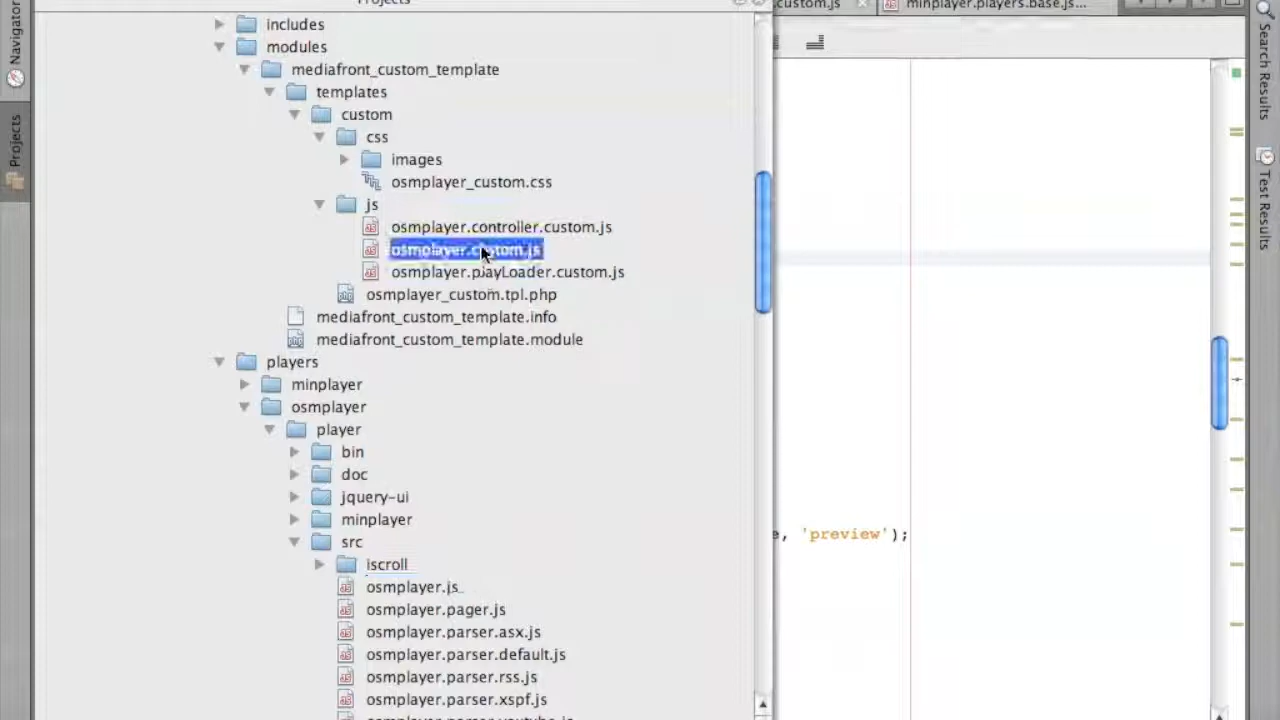 Projects
custom.js
minplayer.players.base.js...
Navigator
Projects
Search Results
Test Results
includes
modules
mediafront_custom_template
templates
custom
css
images
osmplayer_custom.css
js
osmplayer.controller.custom.js
osmplayer.custom.js
osmplayer.playLoader.custom.js
osmplayer_custom.tpl.php
mediafront_custom_template.info
mediafront_custom_template.module
players
minplayer
osmplayer
player
bin
doc
jquery-ui
minplayer
src
iscroll
osmplayer.js
osmplayer.pager.js
osmplayer.parser.asx.js
osmplayer.parser.default.js
osmplayer.parser.rss.js
osmplayer.parser.xspf.js
e, 'preview');